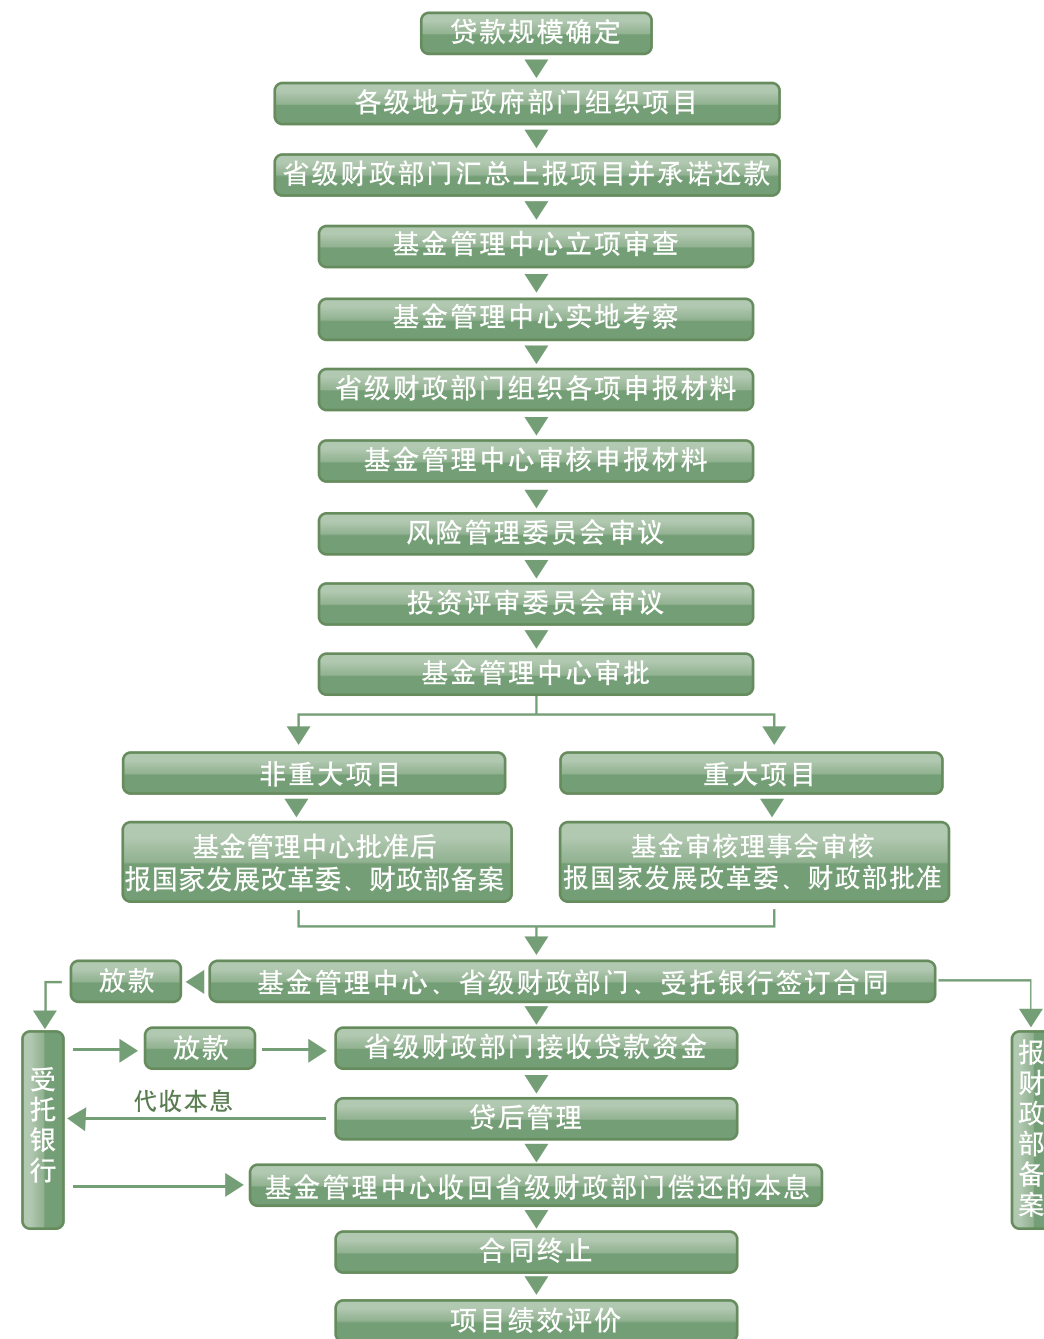 贷款规模确定
各级地方政府部门组织项目
省级财政部门汇总上报项目并承诺还款
基金管理中心立项审查
基金管理中心实地考察
省级财政部门组织各项申报材料
基金管理中心审核申报材料
风险管理委员会审议
投资评审委员会审议
基金管理中心审批
非重大项目
重大项目
基金管理中心批准后
报国家发展改革委、财政部备案
基金审核理事会审核
报国家发展改革委、财政部批准
放款
基金管理中心、省级财政部门、受托银行签订合同
放款
省级财政部门接收贷款资金
受托银行
报财政部备案
代收本息
贷后管理
基金管理中心收回省级财政部门偿还的本息
合同终止
项目绩效评价